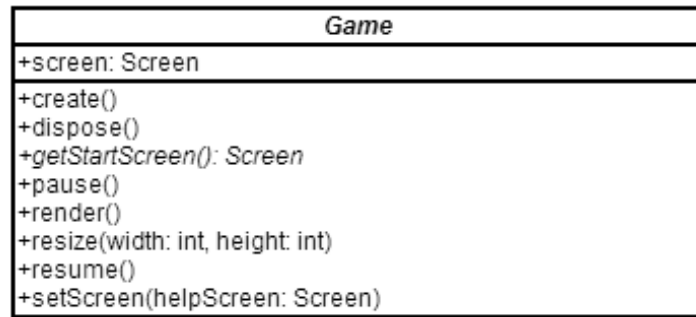 Game
+screen: Screen
+create()
+dispose()
+getStartScreen(): Screen
+pause()
+render()
+resize(width: int, height: int)
+resume()
+setScreen(helpScreen: Screen)